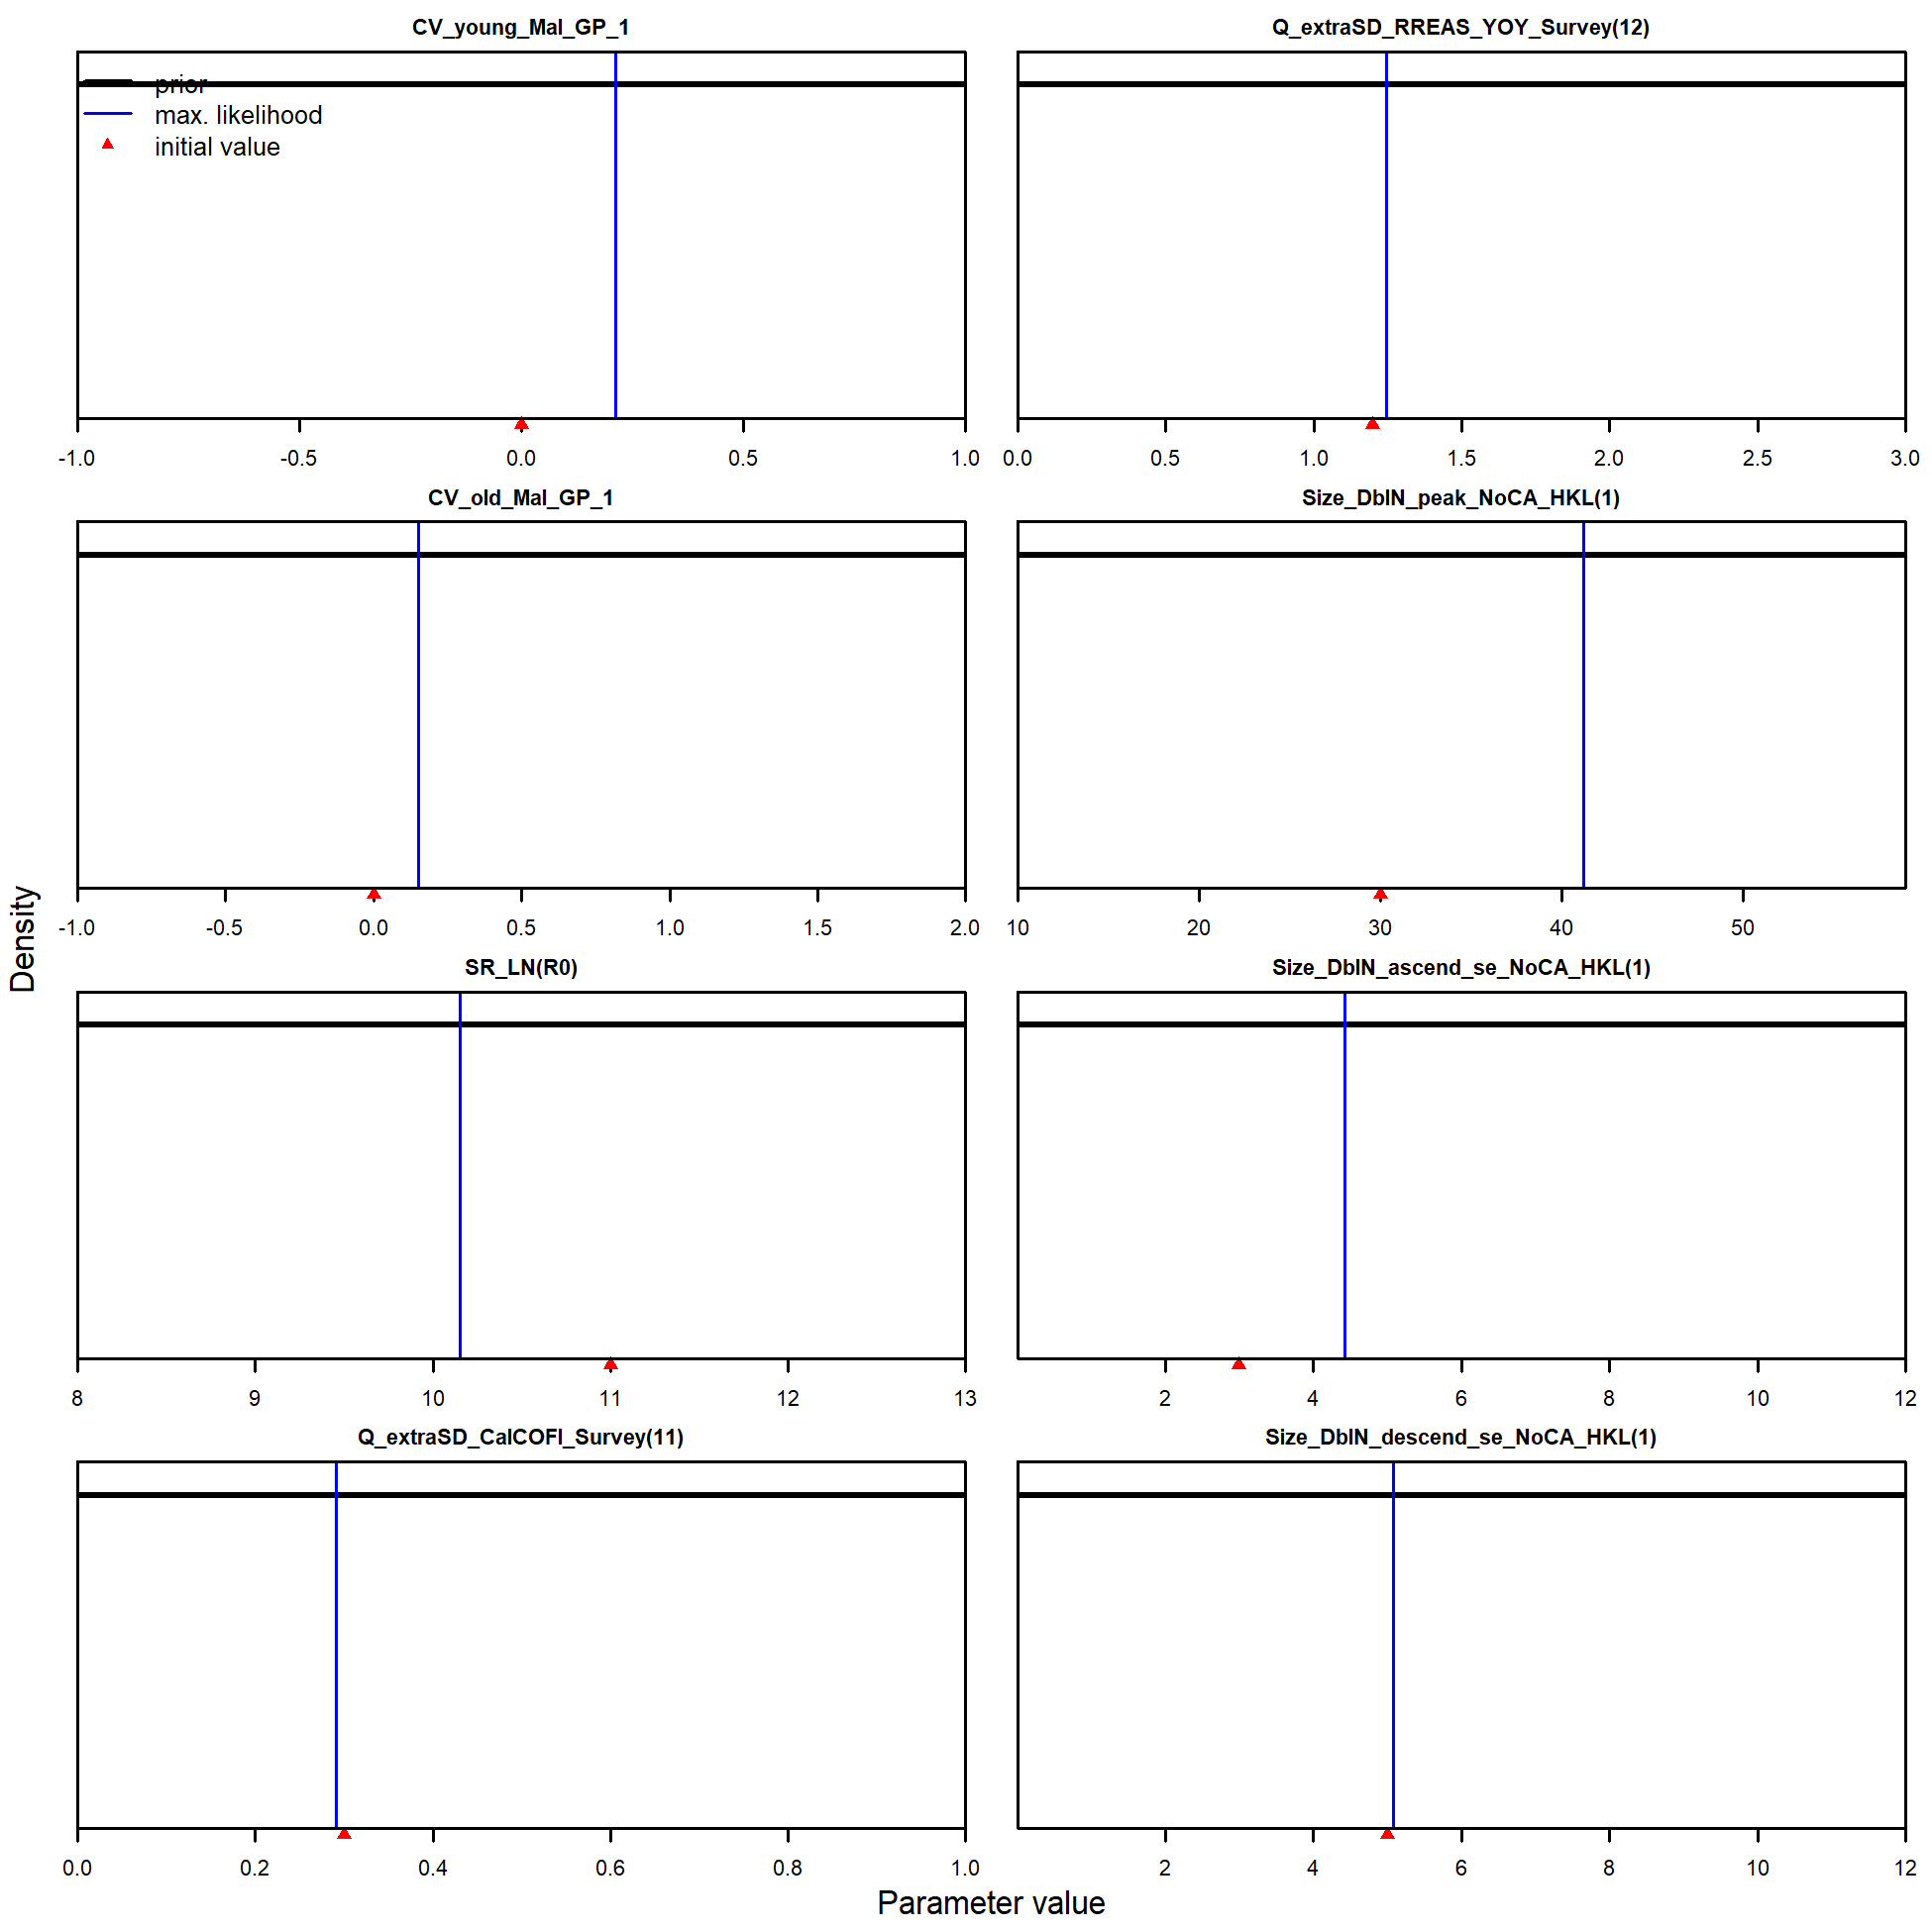 CV_young_Mal_GP_1
prior
max. likelihood
initial value
-1.0 -0.5 0.0 0.5 1.0
Q_extraSD_RREAS_YOY_Survey(12)
0.0 0.5 1.0 1.5 2.0 2.5 3.0
CV_old_Mal_GP_1
-1.0 -0.5 0.0 0.5 1.0 1.5 2.0
Size_DblN_peak_NoCA_HKL(1)
10 20 30 40 50
SR_LN(R0)
8 9 10 11 12 13
Size_DblN_ascend_se_NoCA_HKL(1)
2 4 6 8 10 12
Q_extraSD_CalCOFI_Survey(11)
0.0 0.2 0.4 0.6 0.8 1.0
Size_DblN_descend_se_NoCA_HKL(1)
2 4 6 8 10 12
Density
Parameter value